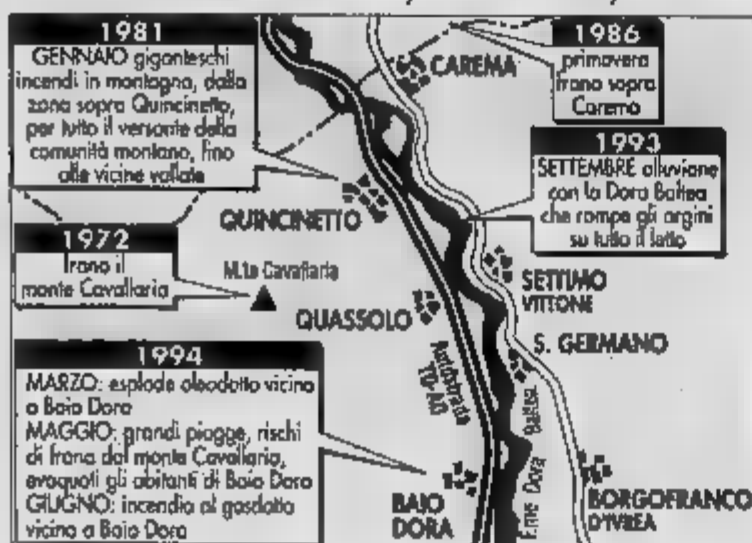 1981
GENNAIO giganteschi
incendi in montagna, dalla
zona sopra Quincinetto,
per tutto il versante della
comunità montana, fino
alle vicine vallate
1986
primavera
frana sopra
Carema
CAREMA
1993
SETTEMBRE alluvione
con la Dora Baltea
che rompe gli argini
su tutto il letto
QUINCINETTO
1972
frana il
monte Cavallaria
M.te Cavallaria
SETTIMO
VITTONE
QUASSOLO
S. GERMANO
1994
MARZO: esplode oleodotto vicino
a Baio Dora
MAGGIO: grandi piogge, rischi
di frana dal monte Cavallaria,
evaquati gli abitanti di Baio Dora
GIUGNO: incendio al gasdotto
vicino a Baio Dora
Autostrada
TO-AO
Fiume Dora Baltea
BAIO
DORA
BORGOFRANCO
D'IVREA